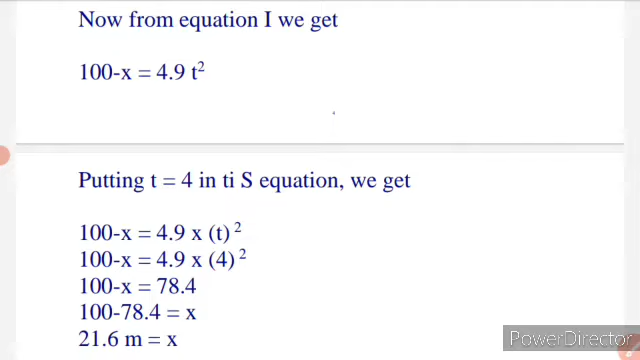 Now from equation I we get
100-x = 4.9 t²
Putting t = 4 in ti S equation, we get
100-x = 4.9 x (t) ²
100-x = 4.9 x (4) ²
100-x = 78.4
100-78.4 = x
21.6 m = x
PowerDirector